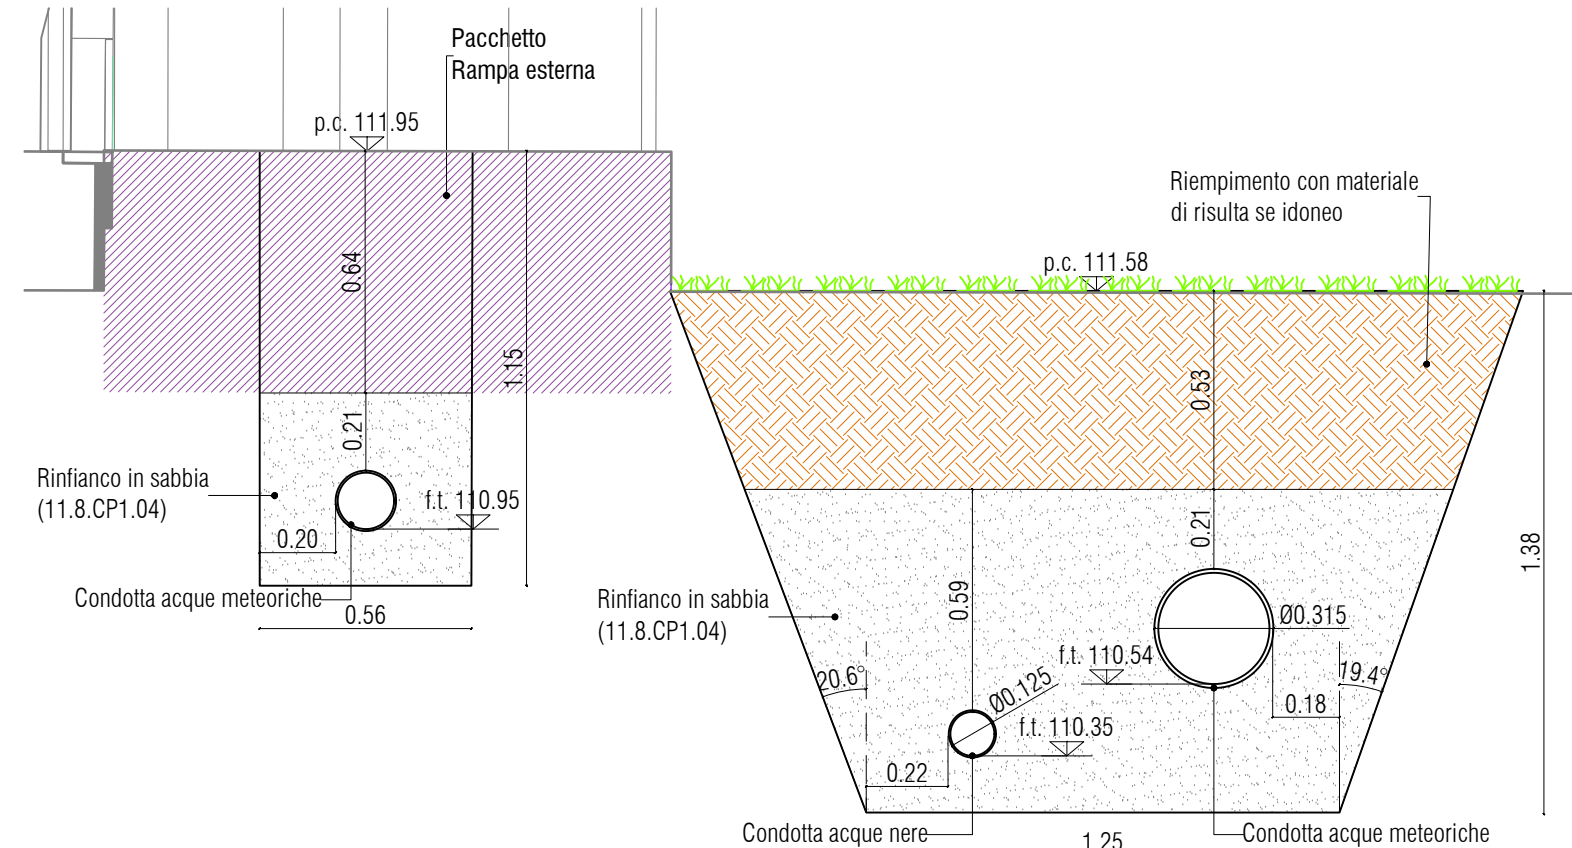 Pacchetto
Rampa esterna
p.c. 111.95
0.64
1.15
0.21
Rinfianco in sabbia
(11.8.CP1.04)
f.t. 110.95
0.20
Condotta acque meteoriche
0.56
Riempimento con materiale
di risulta se idoneo
p.c. 111.58
0.53
0.21
1.38
0.59
Rinfianco in sabbia
(11.8.CP1.04)
Ø0.315
f.t. 110.54
20.6°
19.4°
Ø0.125
0.18
f.t. 110.35
0.22
Condotta acque nere
1.25
Condotta acque meteoriche